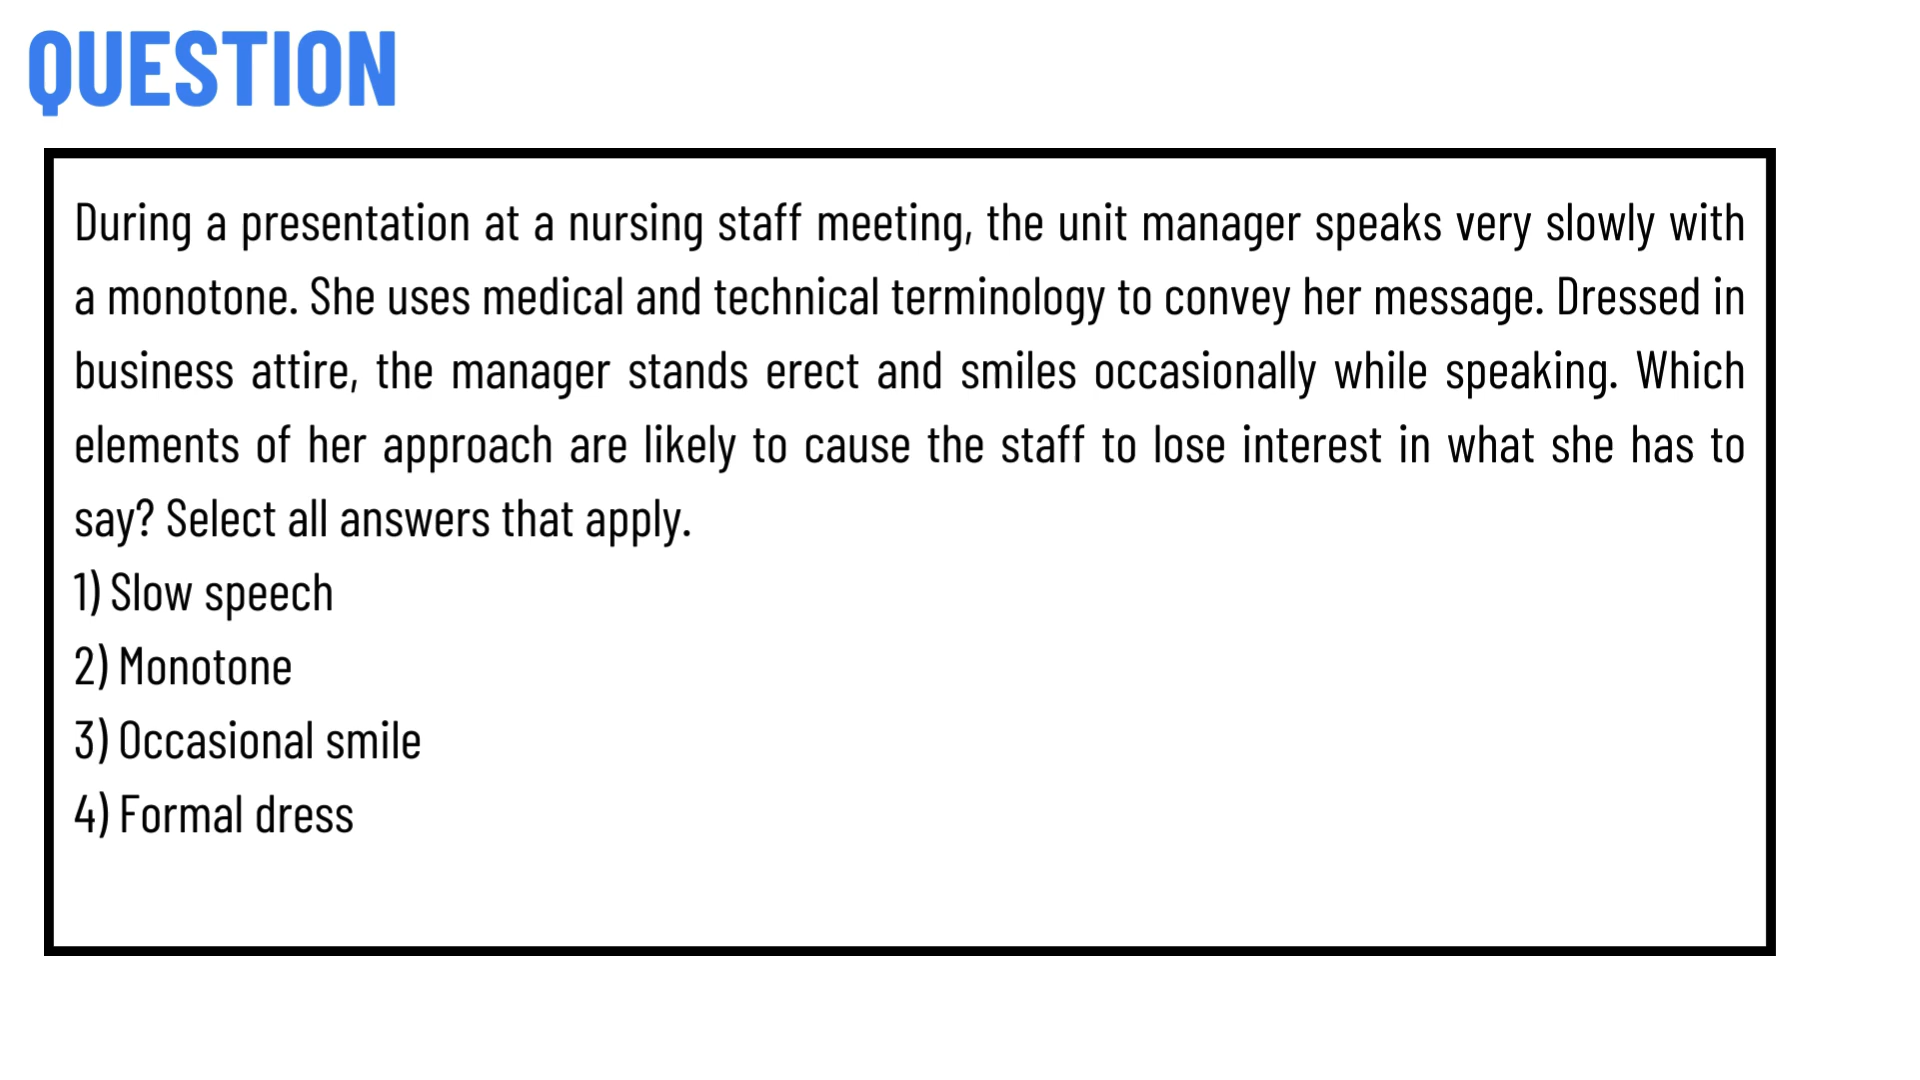 QUESTION
During a presentation at a nursing staff meeting, the unit manager speaks very slowly with
a monotone. She uses medical and technical terminology to convey her message. Dressed in
business attire, the manager stands erect and smiles occasionally while speaking. Which
elements of her approach are likely to cause the staff to lose interest in what she has to
say? Select all answers that apply.
1) Slow speech
2) Monotone
3) Occasional smile
4) Formal dress